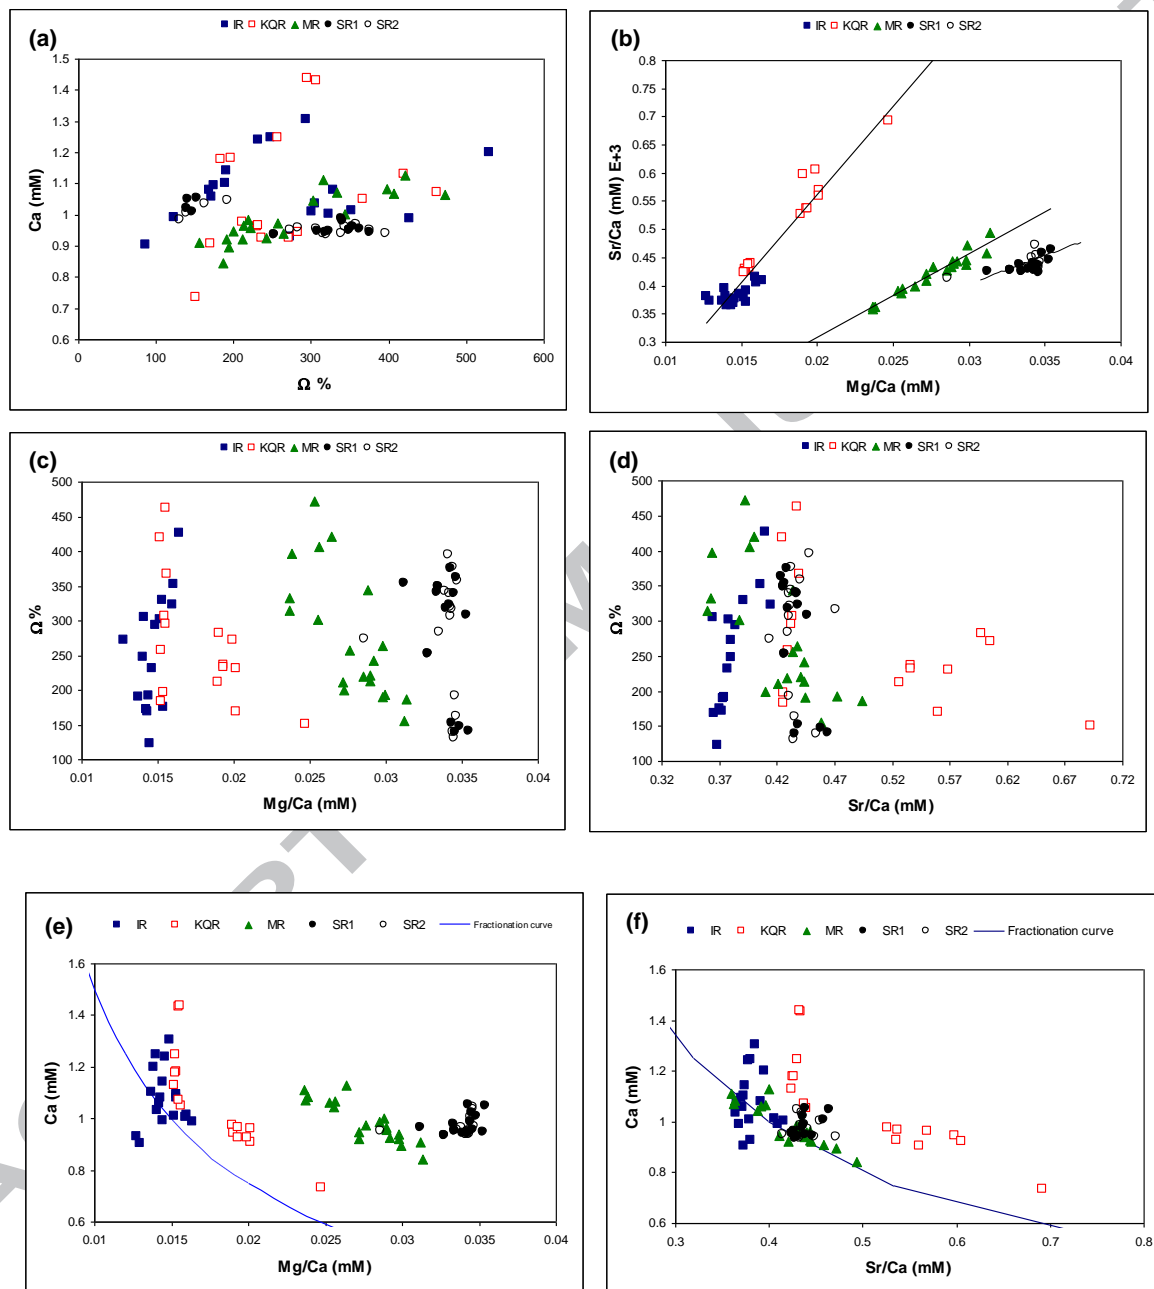 IR KQR MR SR1 SR2
(a)
1.5
1.4
1.3
1.2
1.1
1
0.9
0.8
0.7
0.6
Ca (mM)
0 100 200 300 400 500 600
Ω %
IR KQR MR SR1 SR2
(b)
0.8
0.75
0.7
0.65
0.6
0.55
0.5
0.45
0.4
0.35
0.3
Sr/Ca (mM) E+3
0.01 0.015 0.02 0.025 0.03 0.035 0.04
Mg/Ca (mM)
IR KQR MR SR1 SR2
(c)
500
450
400
350
300
250
200
150
100
Ω %
0.01 0.015 0.02 0.025 0.03 0.035 0.04
Mg/Ca (mM)
IR KQR MR SR1 SR2
(d)
500
450
400
350
300
250
200
150
100
Ω %
0.32 0.37 0.42 0.47 0.52 0.57 0.62 0.67 0.72
Sr/Ca (mM)
(e)
IR KQR MR SR1 SR2 Fractionation curve
1.6
1.4
1.2
1
0.8
0.6
Ca (mM)
0.01 0.015 0.02 0.025 0.03 0.035 0.04
Mg/Ca (mM)
(f)
IR KQR MR SR1 SR2 Fractionation curve
1.6
1.4
1.2
1
0.8
0.6
Ca (mM)
0.3 0.4 0.5 0.6 0.7 0.8
Sr/Ca (mM)